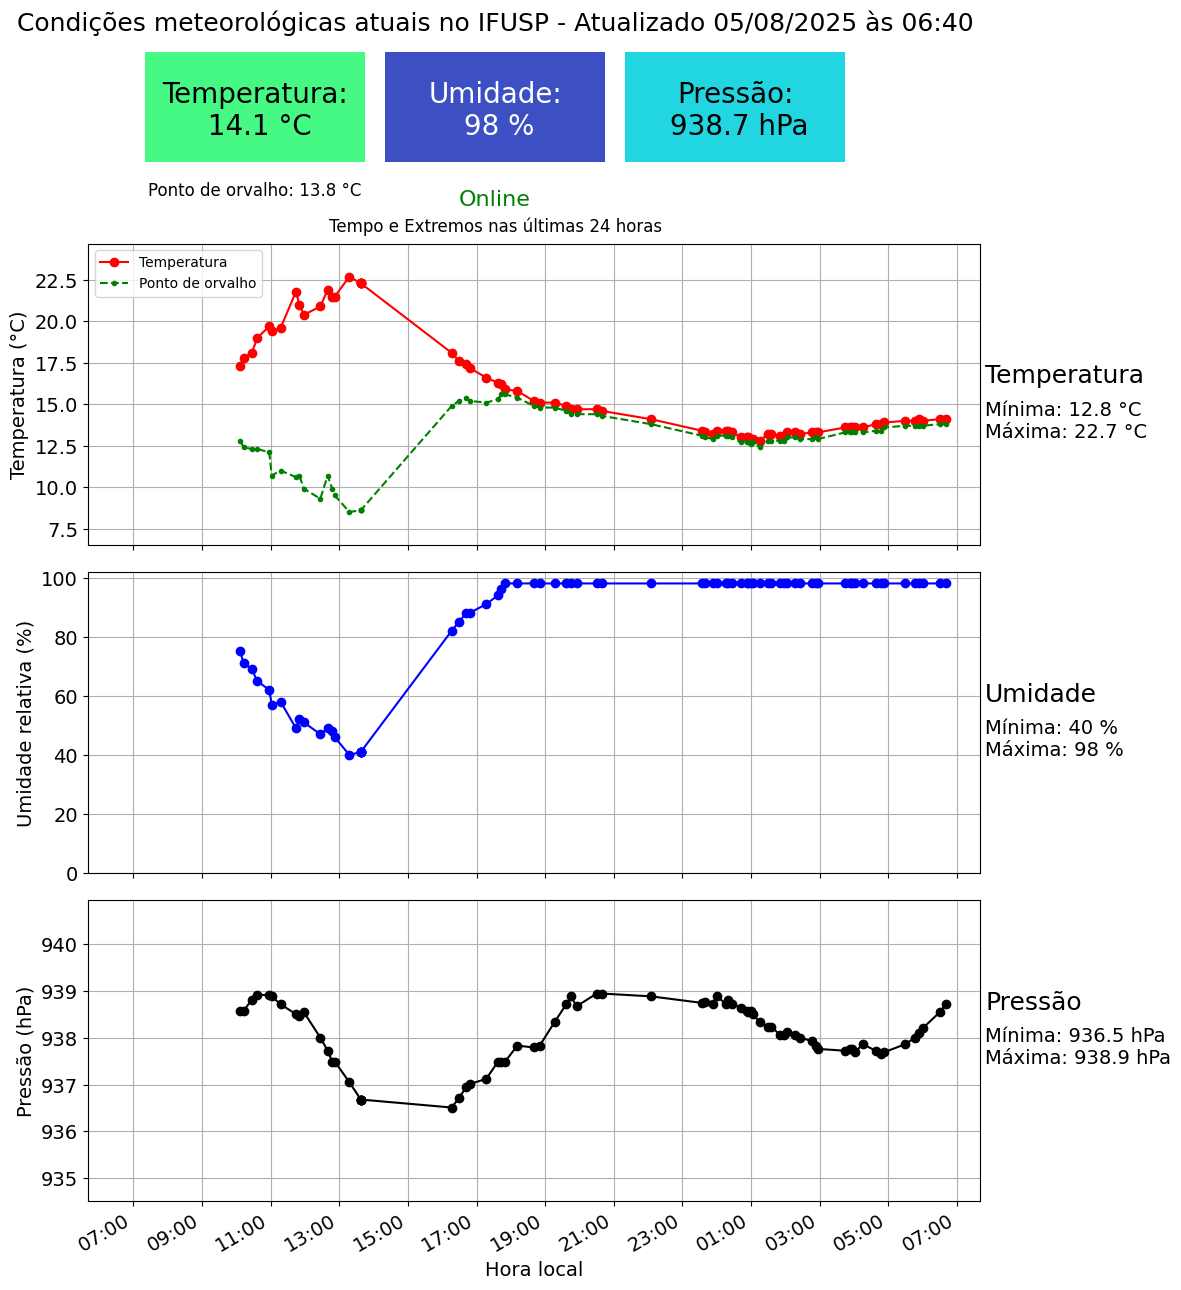 Condições meteorológicas atuais no IFUSP - Atualizado 05/08/2025 às 06:40
Temperatura:
14.1 °C
Umidade:
98 %
Pressão:
938.7 hPa
Ponto de orvalho: 13.8 °C
Online
Tempo e Extremos nas últimas 24 horas
Temperatura
Ponto de orvalho
Temperatura (°C)
22.5
20.0
17.5
15.0
12.5
10.0
7.5
Temperatura
Mínima: 12.8 °C
Máxima: 22.7 °C
Umidade relativa (%)
100
80
60
40
20
0
Umidade
Mínima: 40 %
Máxima: 98 %
Pressão (hPa)
940
939
938
937
936
935
Pressão
Mínima: 936.5 hPa
Máxima: 938.9 hPa
07:00 09:00 11:00 13:00 15:00 17:00 19:00 21:00 23:00 01:00 03:00 05:00 07:00
Hora local